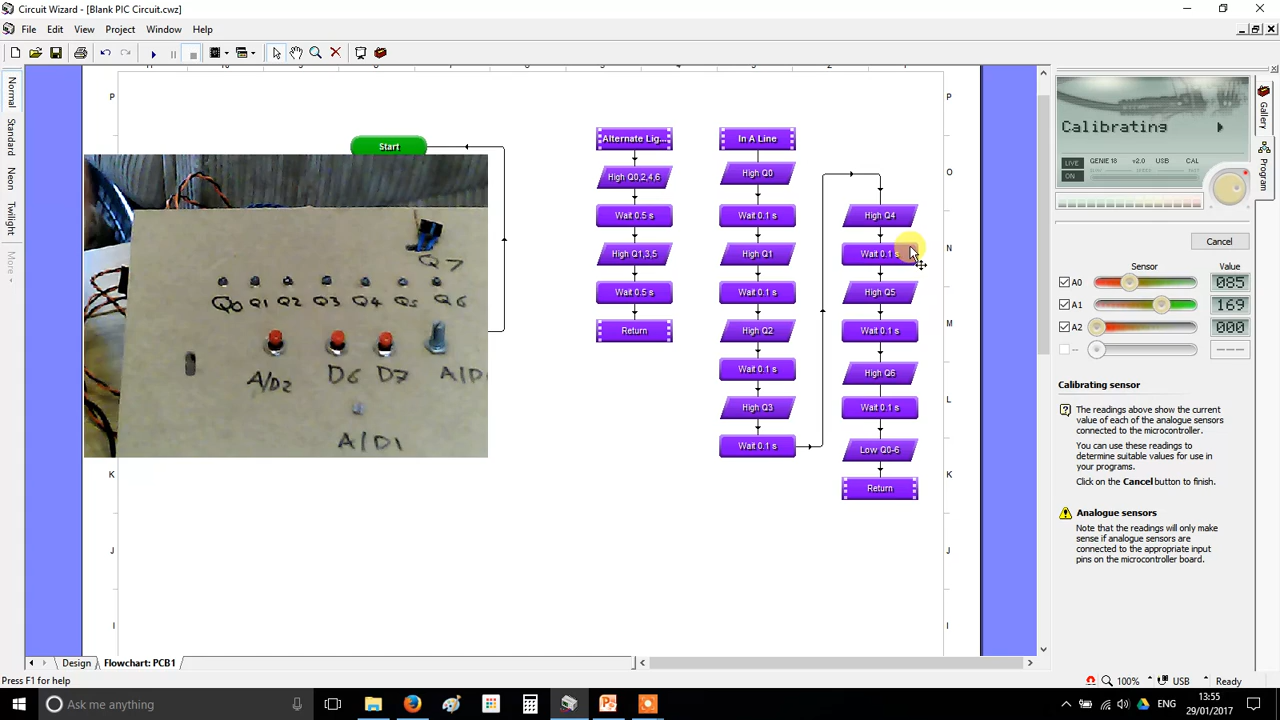 Circuit Wizard - [Blank PIC Circuit.cwz]
File Edit View Project Window Help
Normal
Standard
Neon
Twilight
More
P
O
N
M
L
K
J
I
Start
Q7
Q0 Q1 Q2 Q3 Q4 Q5 Q6
A/D2 D6 D7
A/D1
Alternate Lig...
High Q0,2,4,6
Wait 0.5 s
High Q1,3,5
Wait 0.5 s
Return
In A Line
High Q0
Wait 0.1 s
High Q1
Wait 0.1 s
High Q2
Wait 0.1 s
High Q3
Wait 0.1 s
High Q4
Wait 0.1 s
High Q5
Wait 0.1 s
High Q6
Wait 0.1 s
Low Q0-6
Return
P
O
N
M
L
K
J
I
Calibrating
LIVE GENIE 18 v2.0 USB CAL
ON
Cancel
Sensor Value
A0 085
A1 169
A2 000
-- ---
Calibrating sensor
The readings above show the current
value of each of the analogue sensors
connected to the microcontroller.
You can use these readings to
determine suitable values for use in
your programs.
Click on the Cancel button to finish.
Analogue sensors
Note that the readings will only make
sense if analogue sensors are
connected to the appropriate input
pins on the microcontroller board.
Gallery
Program
Design Flowchart: PCB1
Press F1 for help
100% USB Ready
Ask me anything
ENG
13:55
29/01/2017